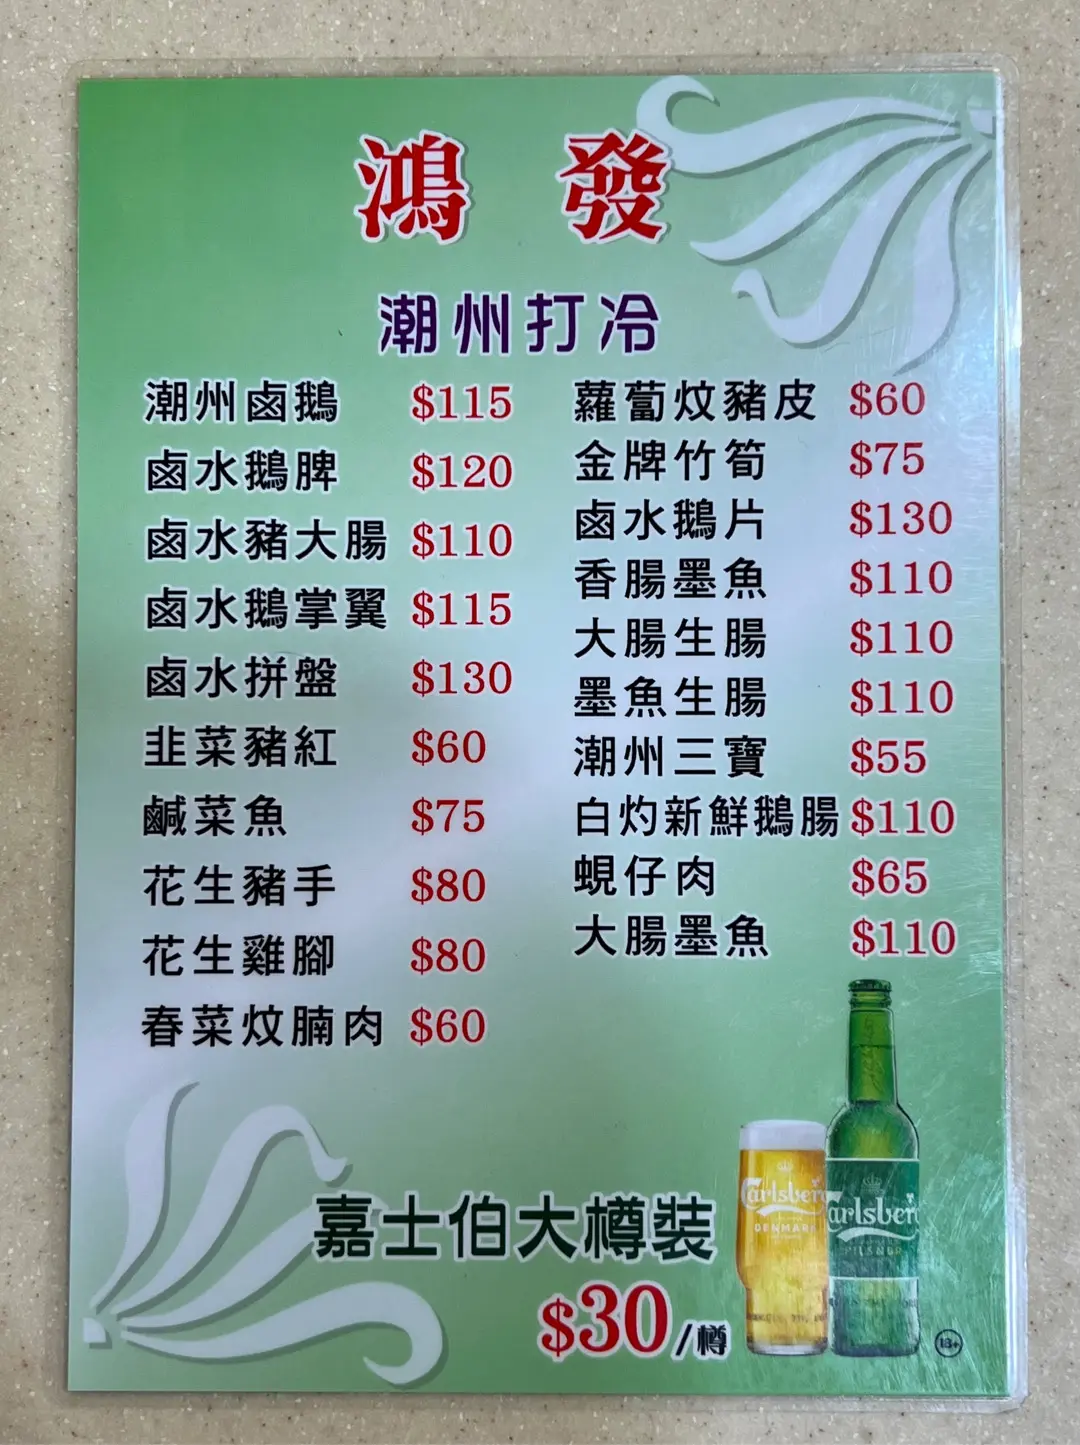 鴻發
潮州打冷
潮州鹵鵝 $115
鹵水鵝脾 $120
鹵水豬大腸 $110
鹵水鵝掌翼 $115
鹵水拼盤 $130
韭菜豬紅 $60
鹹菜魚 $75
花生豬手 $80
花生雞腳 $80
春菜炆腩肉 $60
蘿蔔炆豬皮 $60
金牌竹筍 $75
鹵水鵝片 $130
香腸墨魚 $110
大腸生腸 $110
墨魚生腸 $110
潮州三寶 $55
白灼新鮮鵝腸 $110
蜆仔肉 $65
大腸墨魚 $110
嘉士伯大樽裝
$30/樽
Carlsberg
DENMARK
Carlsberg
PILSNER
18+